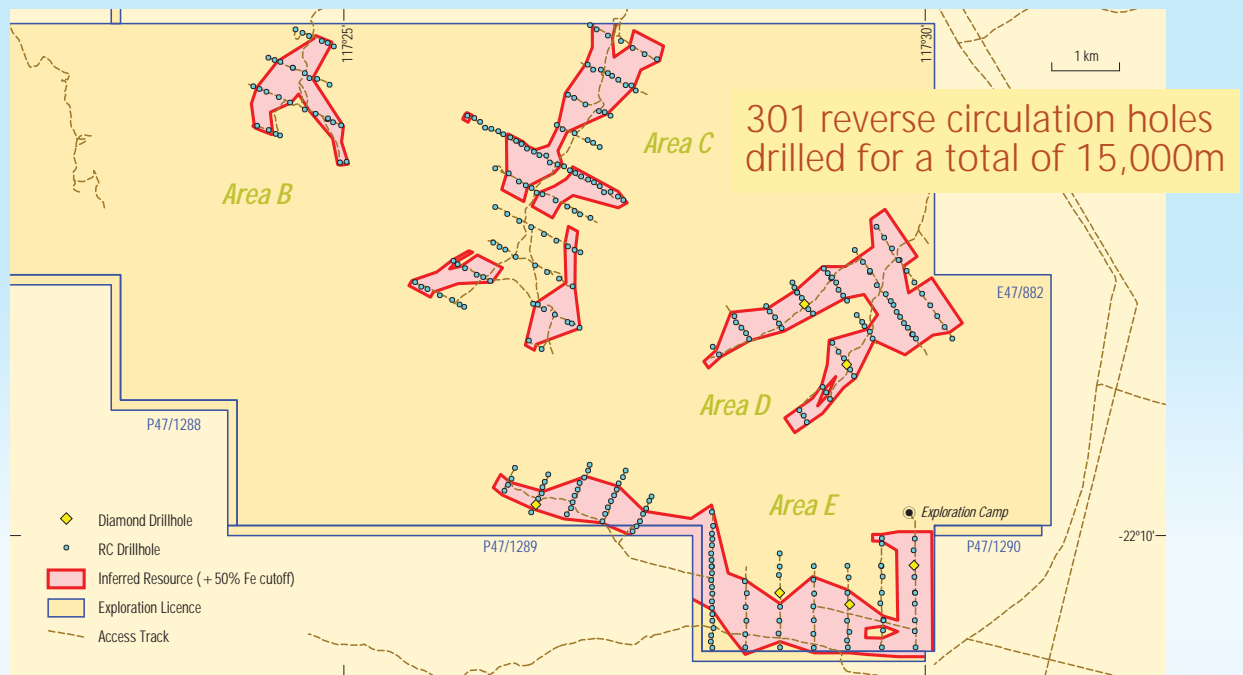 117°25'
117°30'
1 km
301 reverse circulation holes
drilled for a total of 15,000m
Area C
Area B
E47/882
Area D
P47/1288
Area E
Exploration Camp
-22°10'
P47/1289
P47/1290
Diamond Drillhole
RC Drillhole
Inferred Resource (+50% Fe cutoff)
Exploration Licence
Access Track